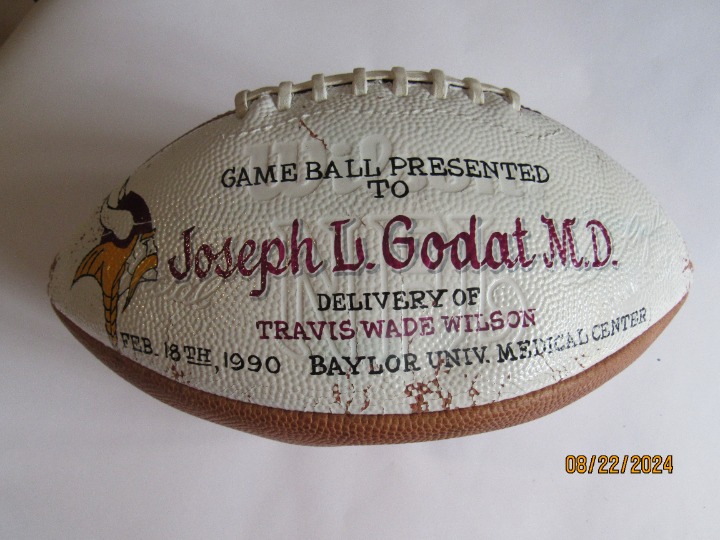 GAME BALL PRESENTED
TO
Joseph L. Godat M.D.
DELIVERY OF
TRAVIS WADE WILSON
FEB. 18TH, 1990 BAYLOR UNIV. MEDICAL CENTER
08/22/2024